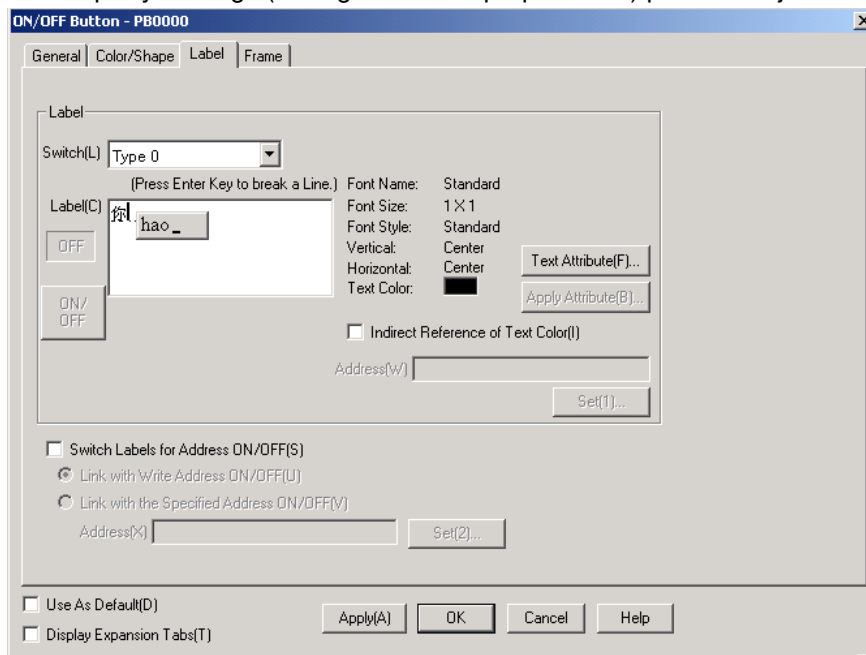 ON/OFF Button - PB0000
General Color/Shape Label Frame
Label
Switch(L) Type 0
(Press Enter Key to break a Line.)
Label(C) 你 hao_
OFF
ON/
OFF
Font Name: Standard
Font Size: 1 X 1
Font Style: Standard
Vertical: Center
Horizontal: Center
Text Color:
Text Attribute(F)...
Apply Attribute(B)...
Indirect Reference of Text Color(I)
Address(W)
Set(1)...
Switch Labels for Address ON/OFF(S)
Link with Write Address ON/OFF(U)
Link with the Specified Address ON/OFF(V)
Address(X) Set(2)...
Use As Default(D)
Display Expansion Tabs(T)
Apply(A) OK Cancel Help